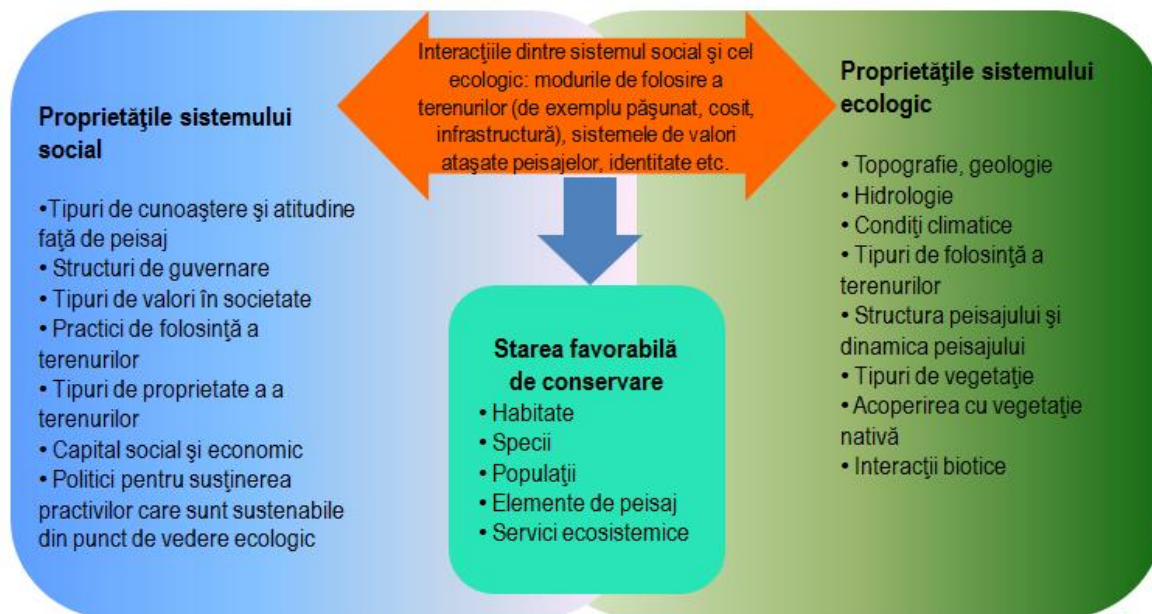 Interacţiile dintre sistemul social şi cel
ecologic: modurile de folosire a
terenurilor (de exemplu păşunat, cosit,
infrastructură), sistemele de valori
ataşate peisajelor, identitate etc.
Proprietăţile sistemului
social
•Tipuri de cunoaştere şi atitudine
faţă de peisaj
• Structuri de guvernare
• Tipuri de valori în societate
• Practici de folosinţă a
terenurilor
• Tipuri de proprietate a a
terenurilor
• Capital social şi economic
• Politici pentru susţinerea
practivilor care sunt sustenabile
din punct de vedere ecologic
Starea favorabilă
de conservare
• Habitate
• Specii
• Populaţii
• Elemente de peisaj
• Servici ecosistemice
Proprietăţile sistemului
ecologic
• Topografie, geologie
• Hidrologie
• Condiţi climatice
• Tipuri de folosinţă a
terenurilor
• Structura peisajului şi
dinamica peisajului
• Tipuri de vegetaţie
• Acoperirea cu vegetaţie
nativă
• Interacţii biotice